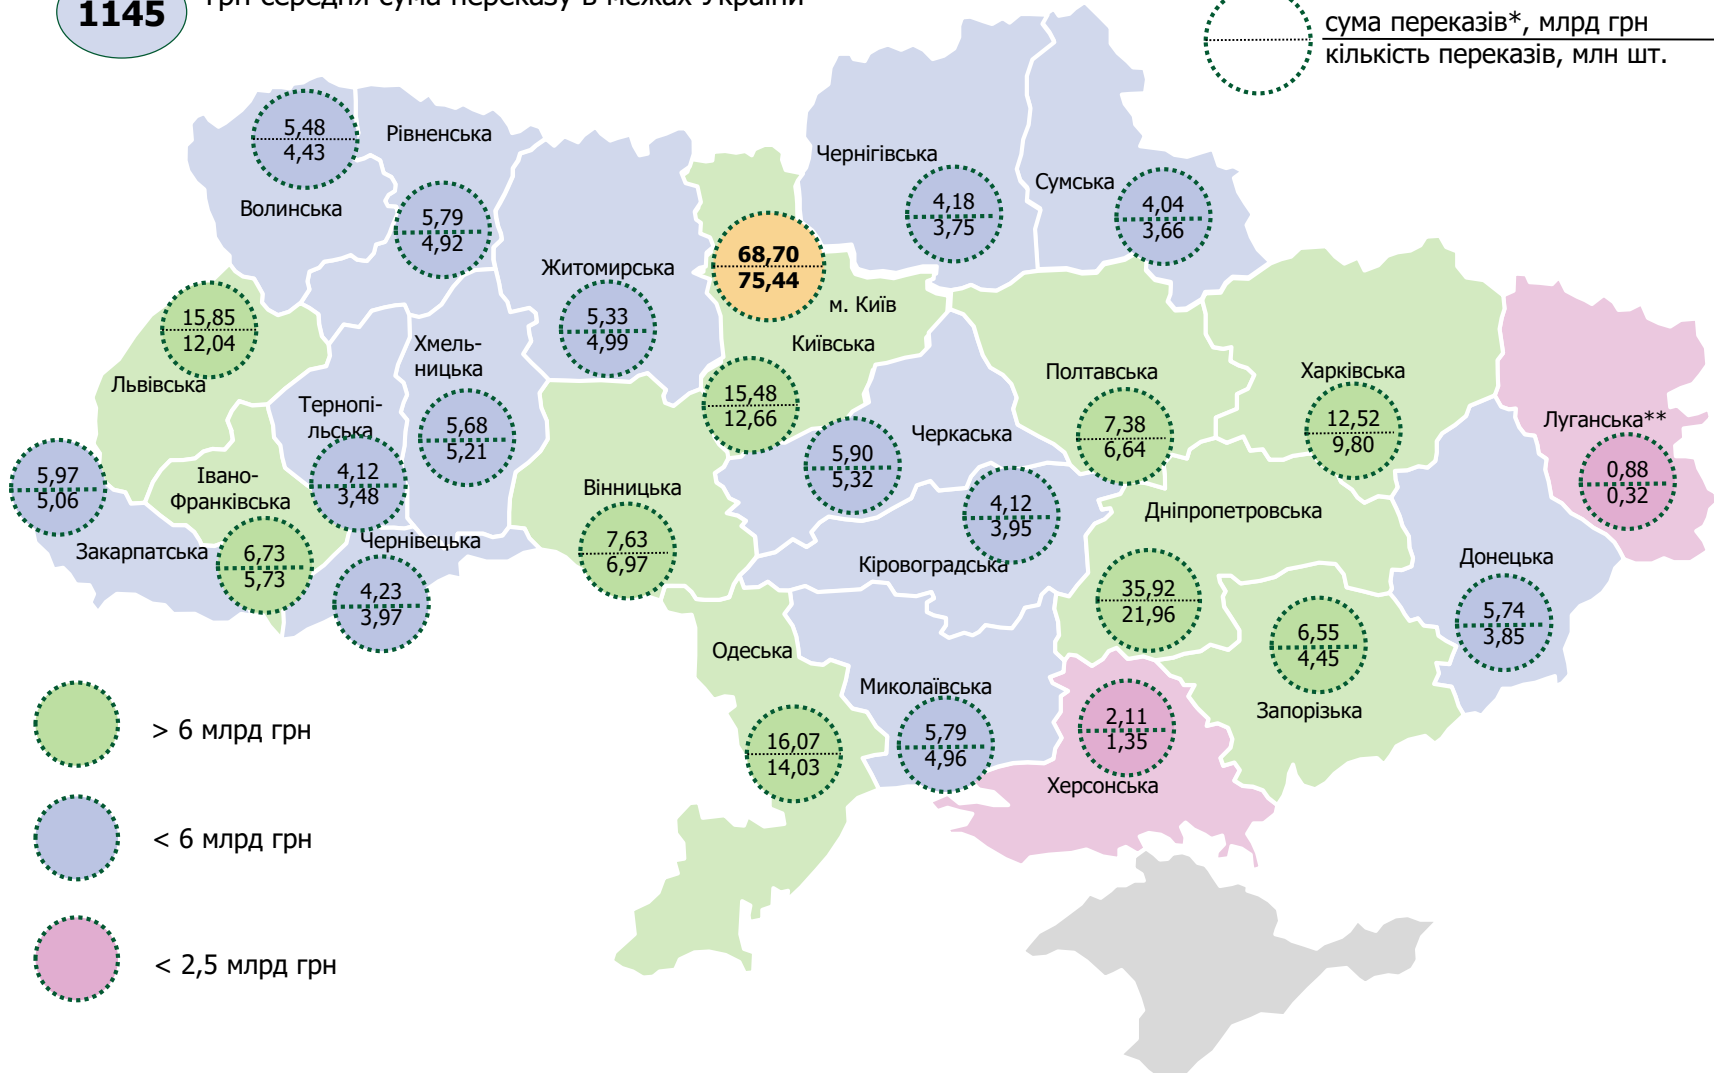 1145
грн середня сума переказу в межах України
сума переказів*, млрд грн
кількість переказів, млн шт.
5,48
4,43
Волинська
Рівненська
5,79
4,92
Житомирська
5,33
4,99
68,70
75,44
м. Київ
Київська
15,48
12,66
Чернігівська
4,18
3,75
Сумська
4,04
3,66
15,85
12,04
Львівська
Тернопі-
льська
4,12
3,48
Хмель-
ницька
5,68
5,21
Черкаська
5,90
5,32
Полтавська
7,38
6,64
Харківська
12,52
9,80
Луганська**
0,88
0,32
5,97
5,06
Закарпатська
Івано-
Франківська
6,73
5,73
Чернівецька
4,23
3,97
Вінницька
7,63
6,97
4,12
3,95
Кіровоградська
Дніпропетровська
35,92
21,96
Донецька
5,74
3,85
6,55
4,45
Запорізька
Одеська
16,07
14,03
Миколаївська
5,79
4,96
2,11
1,35
Херсонська
> 6 млрд грн
< 6 млрд грн
< 2,5 млрд грн